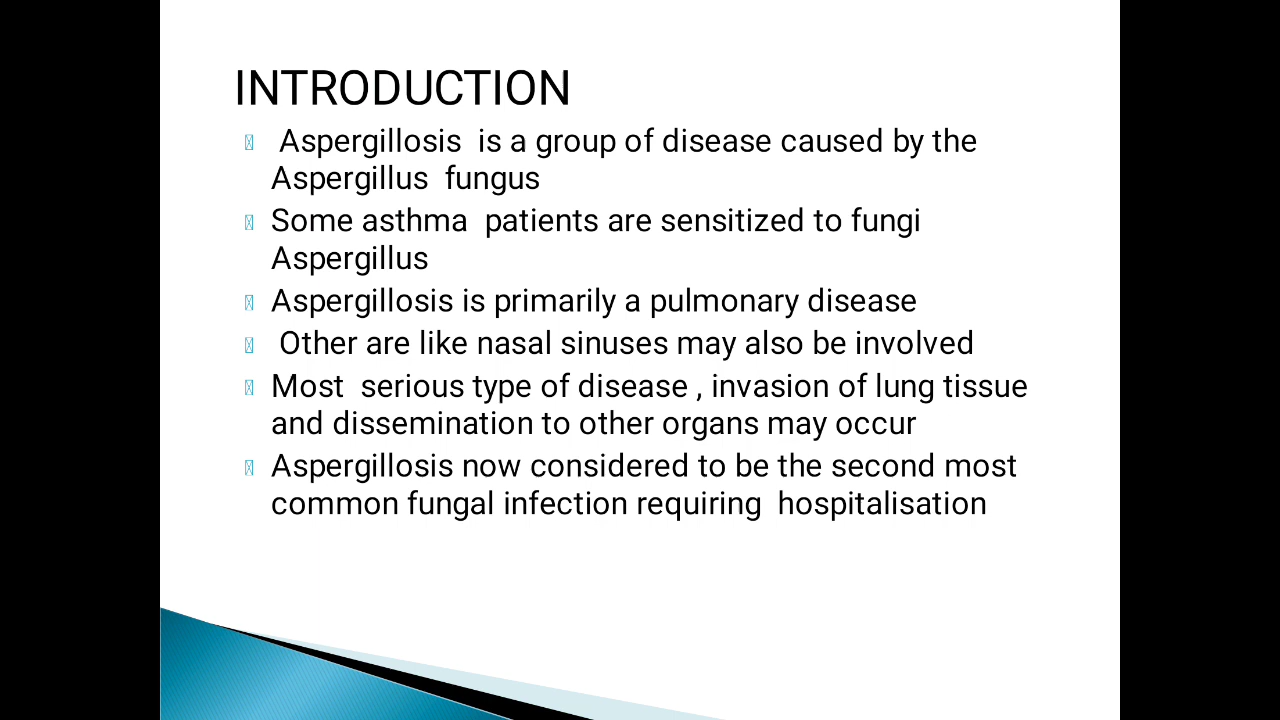 INTRODUCTION
Aspergillosis is a group of disease caused by the
Aspergillus fungus
Some asthma patients are sensitized to fungi
Aspergillus
Aspergillosis is primarily a pulmonary disease
Other are like nasal sinuses may also be involved
Most serious type of disease , invasion of lung tissue
and dissemination to other organs may occur
Aspergillosis now considered to be the second most
common fungal infection requiring hospitalisation